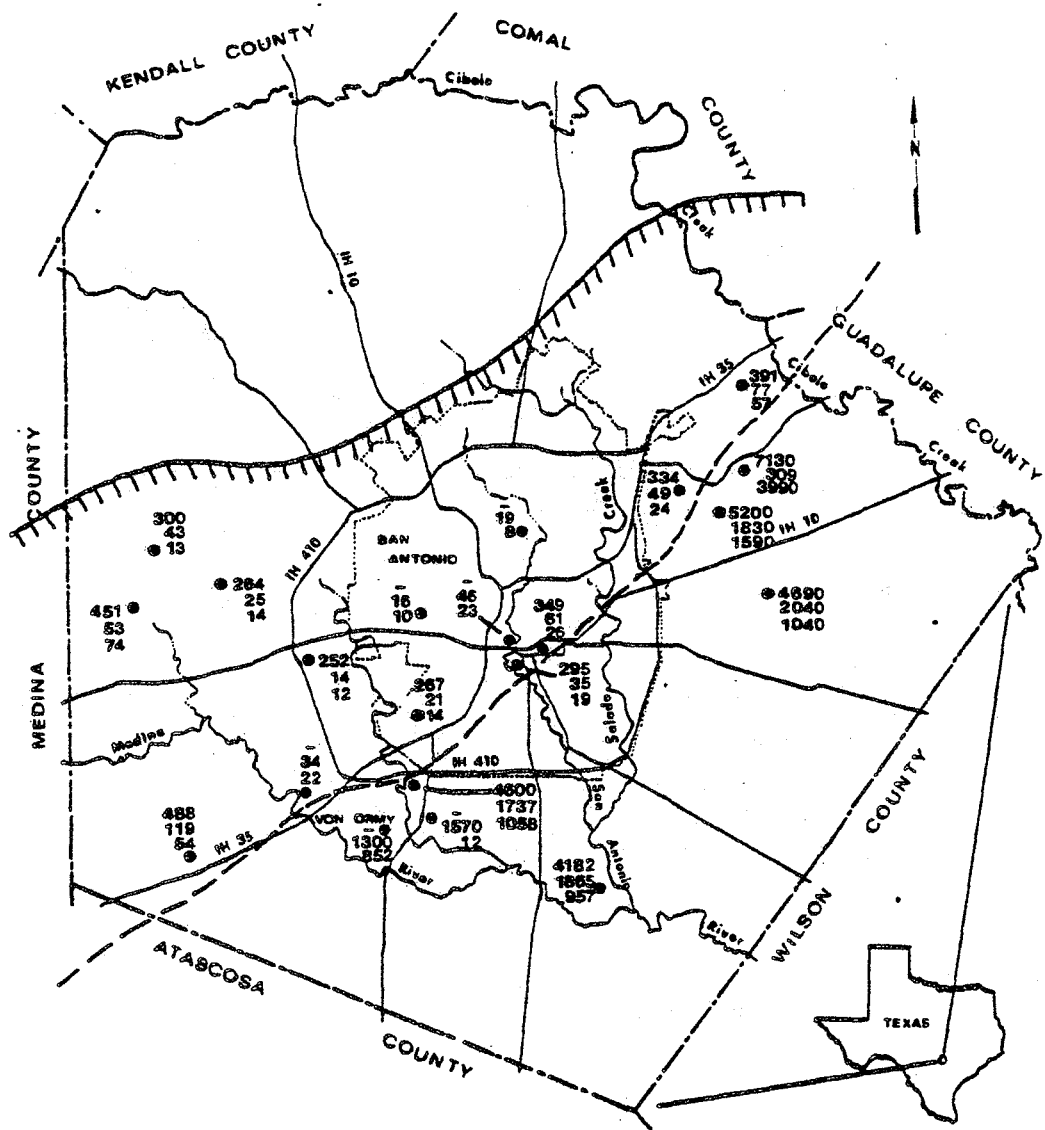 KENDALL COUNTY
COMAL
COUNTY
Cibolo
Creek
N
IH 10
GUADALUPE COUNTY
IH 35
Cibolo
Creek
391
77
57
7130
309
3990
334
49
24
5200
1830
1590
IH 10
COUNTY
MEDINA
300
43
13
264
25
14
451
53
74
IH 410
SAN
ANTONIO
-
19
8
Creek
-
16
10
-
46
23
349
61
26
4690
2040
1040
252
14
12
267
21
14
295
35
19
Salado
Medina
-
34
22
IH 410
488
119
54
IH 35
VON ORMY
-
1300
852
-
1570
12
4600
1737
1058
San
Antonio
River
River
4182
1865
957
WILSON
COUNTY
ATASCOSA
COUNTY
TEXAS